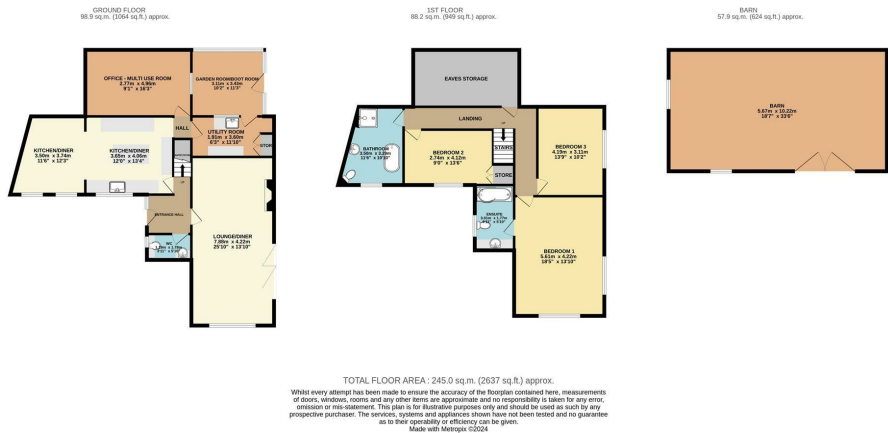 GROUND FLOOR
98.9 sq.m. (1064 sq.ft.) approx.
1ST FLOOR
88.2 sq.m. (949 sq.ft.) approx.
BARN
57.9 sq.m. (624 sq.ft.) approx.
OFFICE - MULTI USE ROOM
2.77m x 4.96m
9'1" x 16'3"
GARDEN ROOM/BOOT ROOM
3.11m x 3.43m
10'2" x 11'3"
HALL
UTILITY ROOM
1.91m x 3.60m
6'3" x 11'10"
STORE
KITCHEN/DINER
3.50m x 3.74m
11'6" x 12'3"
KITCHEN/DINER
3.65m x 4.06m
12'0" x 13'4"
UP
ENTRANCE HALL
WC
LOUNGE/DINER
7.88m x 4.22m
25'10" x 13'10"
EAVES STORAGE
LANDING
BATHROOM
3.50m x 3.29m
11'6" x 10'10"
BEDROOM 2
2.74m x 4.12m
9'0" x 13'6"
STAIRS
STORE
BEDROOM 3
4.19m x 3.11m
13'9" x 10'2"
ENSUITE
BEDROOM 1
5.61m x 4.22m
18'5" x 13'10"
BARN
5.67m x 10.22m
18'7" x 33'6"
TOTAL FLOOR AREA : 245.0 sq.m. (2637 sq.ft.) approx.
Whilst every attempt has been made to ensure the accuracy of the floorplan contained here, measurements
of doors, windows, rooms and any other items are approximate and no responsibility is taken for any error,
omission or mis-statement. This plan is for illustrative purposes only and should be used as such by any
prospective purchaser. The services, systems and appliances shown have not been tested and no guarantee
as to their operability or efficiency can be given.
Made with Metropix ©2024